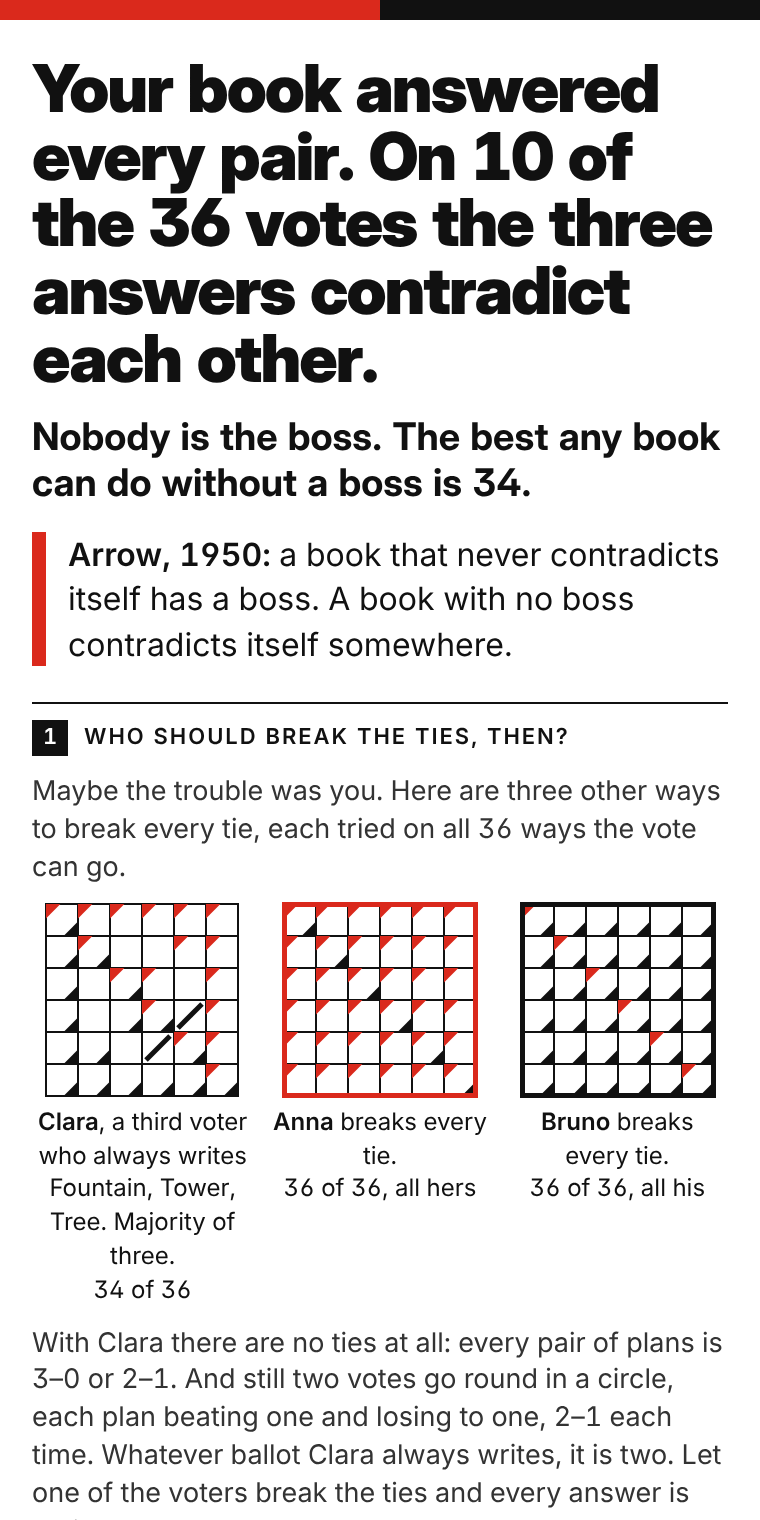 Your book answered
every pair. On 10 of
the 36 votes the three
answers contradict
each other.
Nobody is the boss. The best any book
can do without a boss is 34.
Arrow, 1950: a book that never contradicts
itself has a boss. A book with no boss
contradicts itself somewhere.
1 WHO SHOULD BREAK THE TIES, THEN?
Maybe the trouble was you. Here are three other ways
to break every tie, each tried on all 36 ways the vote
can go.
Clara, a third voter
who always writes
Fountain, Tower,
Tree. Majority of
three.
34 of 36
Anna breaks every
tie.
36 of 36, all hers
Bruno breaks
every tie.
36 of 36, all his
With Clara there are no ties at all: every pair of plans is
3–0 or 2–1. And still two votes go round in a circle,
each plan beating one and losing to one, 2–1 each
time. Whatever ballot Clara always writes, it is two. Let
one of the voters break the ties and every answer is